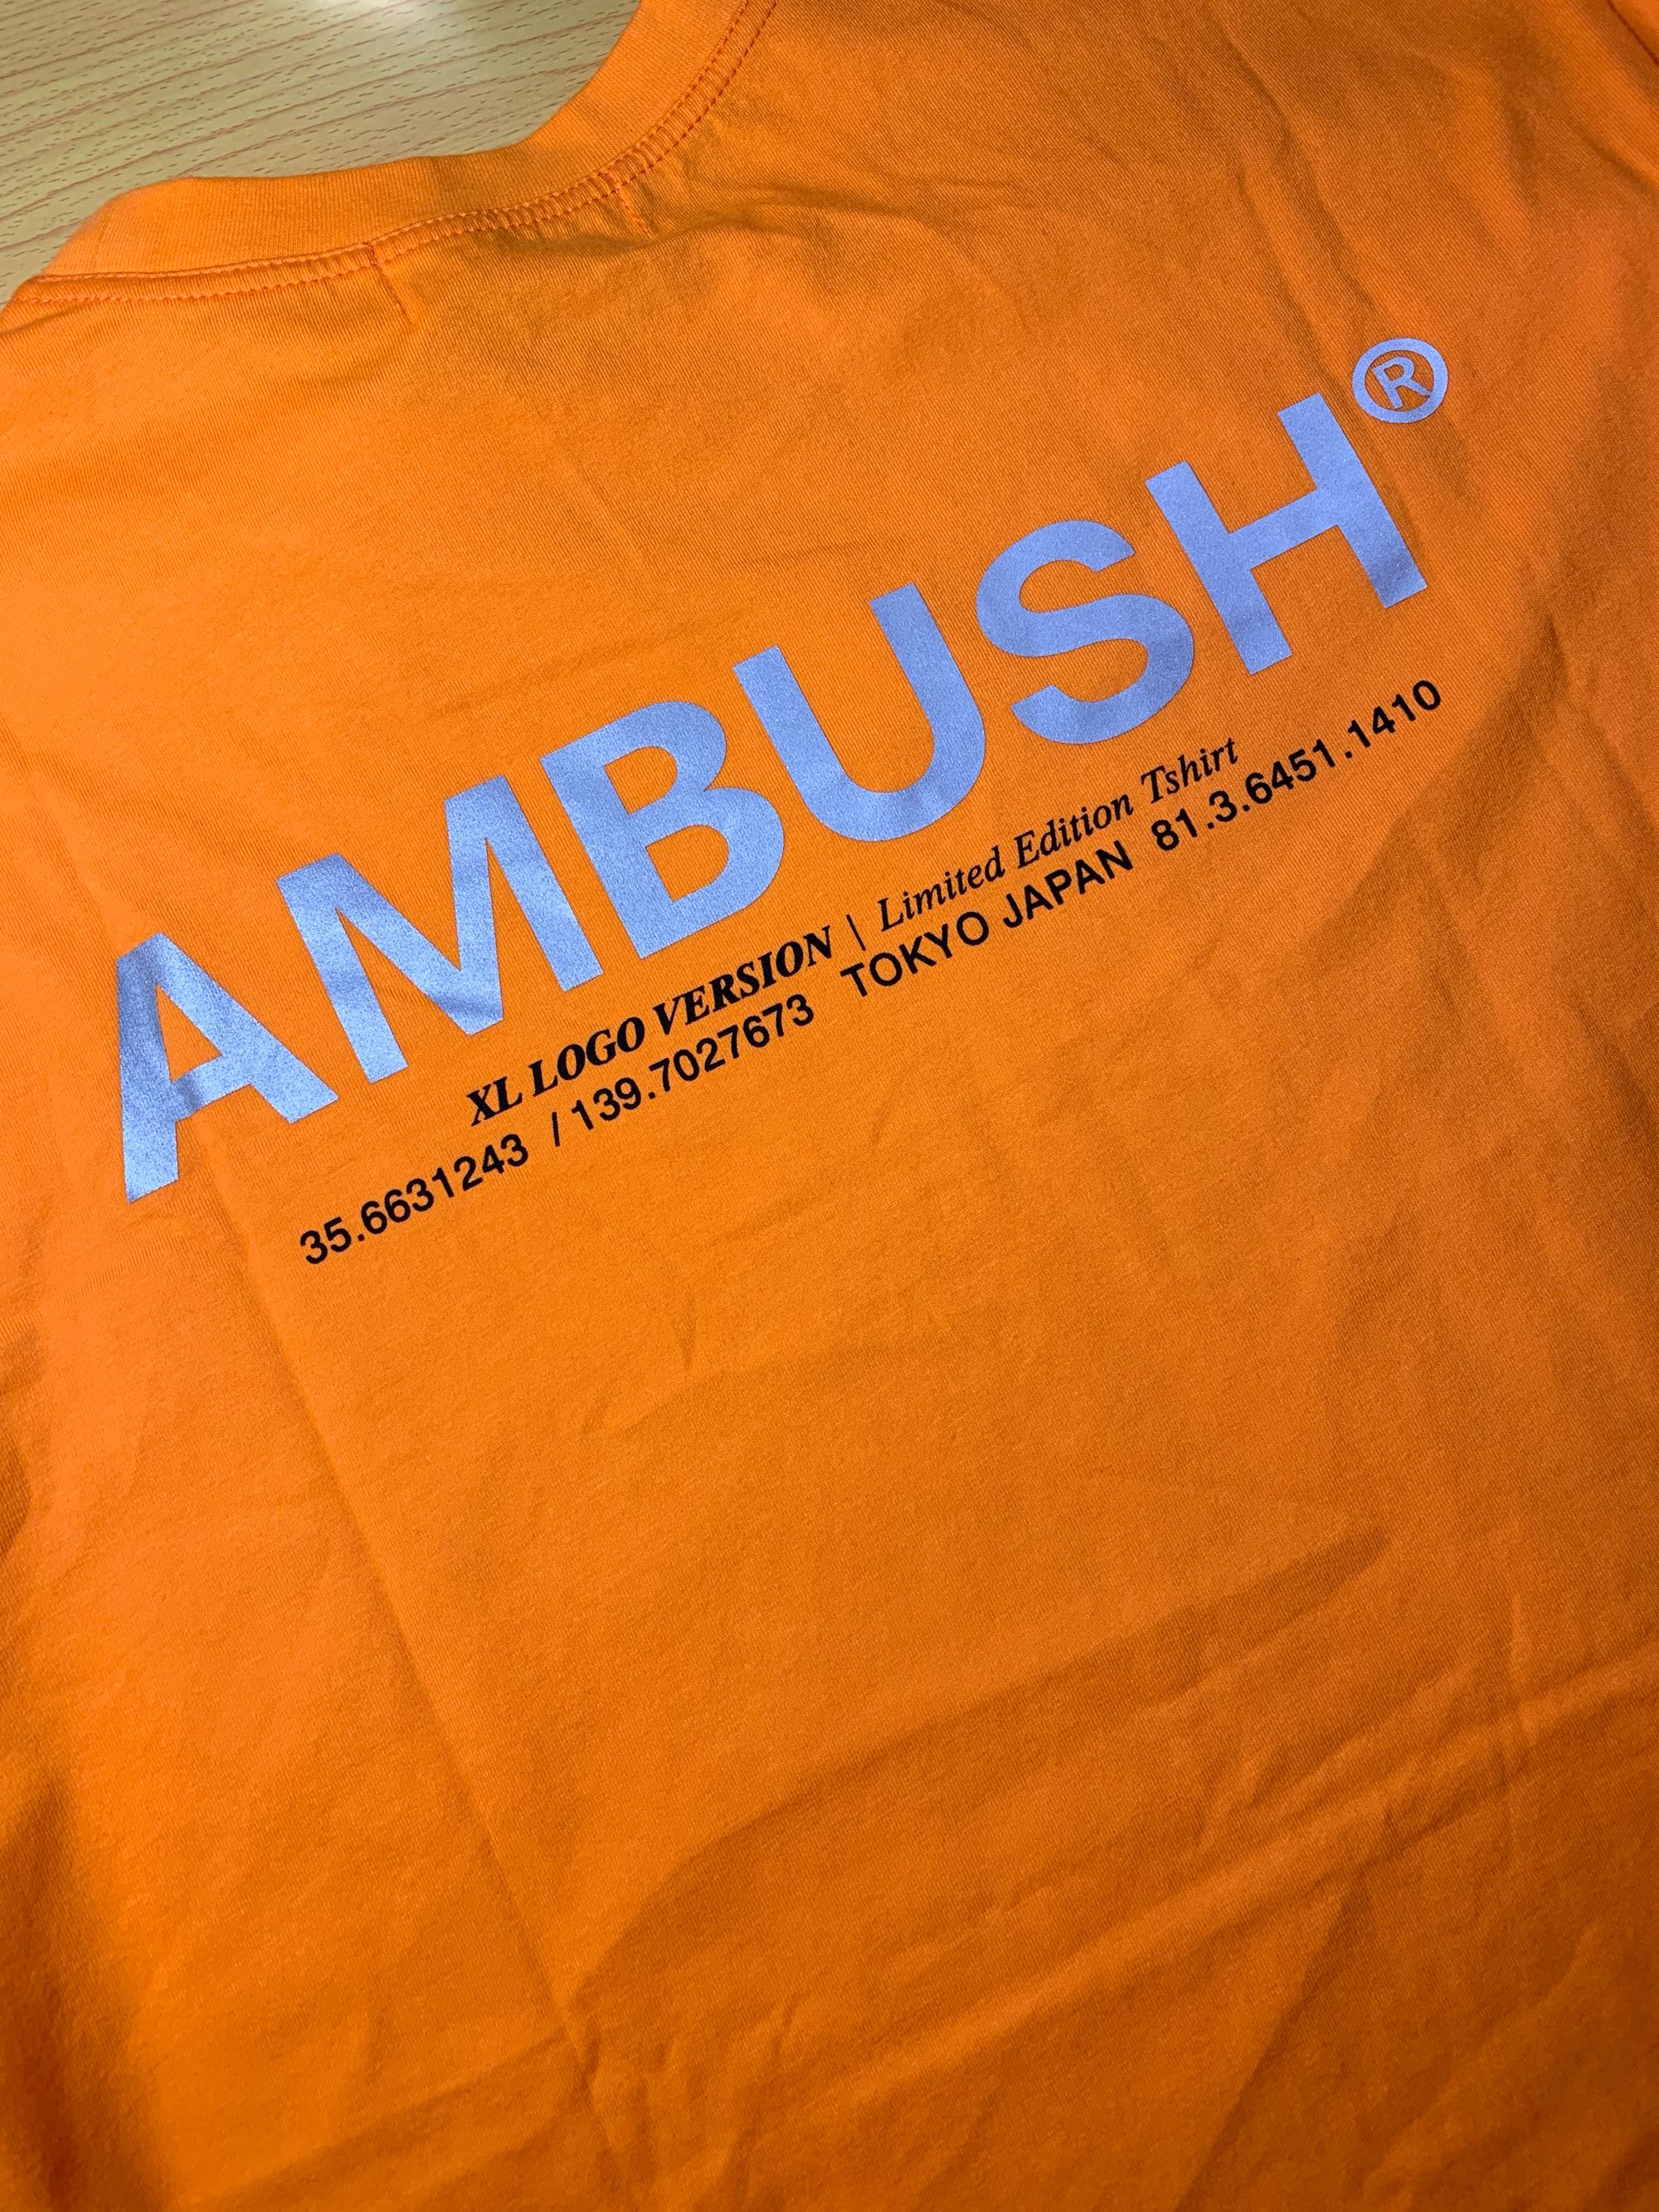 AMBUSH®
XL LOGO VERSION | Limited Edition Tshirt
35.6631243 / 139.7027673 TOKYO JAPAN 81.3.6451.1410